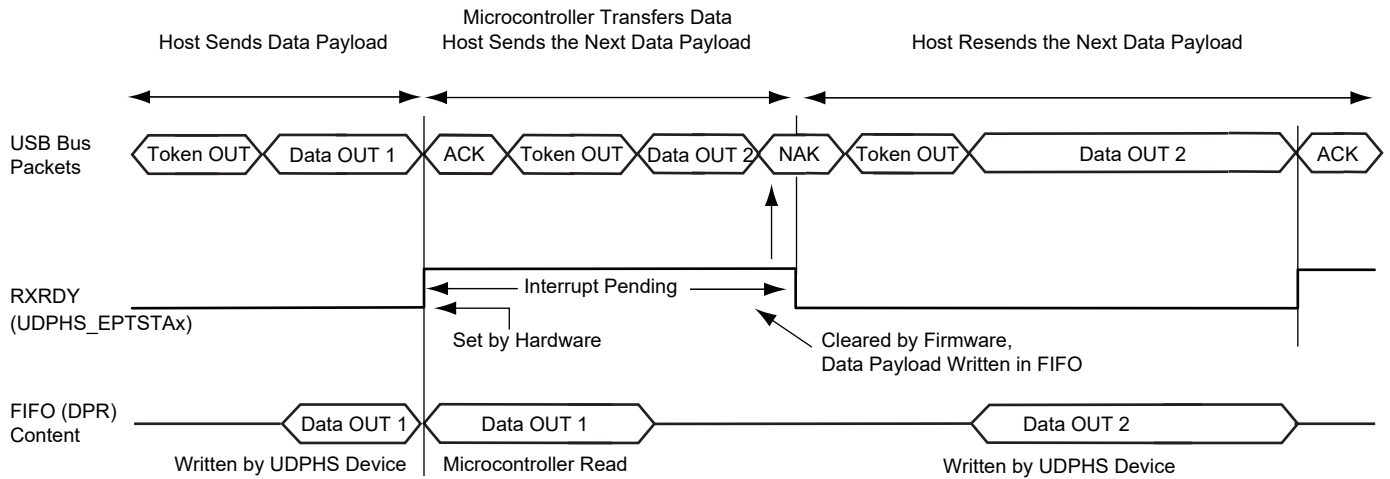 Microcontroller Transfers Data
Host Sends Data Payload
Host Sends the Next Data Payload
Host Resends the Next Data Payload
USB Bus
Packets
Token OUT
Data OUT 1
ACK
Token OUT
Data OUT 2
NAK
Token OUT
Data OUT 2
ACK
RXRDY
(UDPHS_EPTSTAx)
Interrupt Pending
Set by Hardware
Cleared by Firmware,
Data Payload Written in FIFO
FIFO (DPR)
Content
Data OUT 1
Data OUT 1
Data OUT 2
Written by UDPHS Device
Microcontroller Read
Written by UDPHS Device